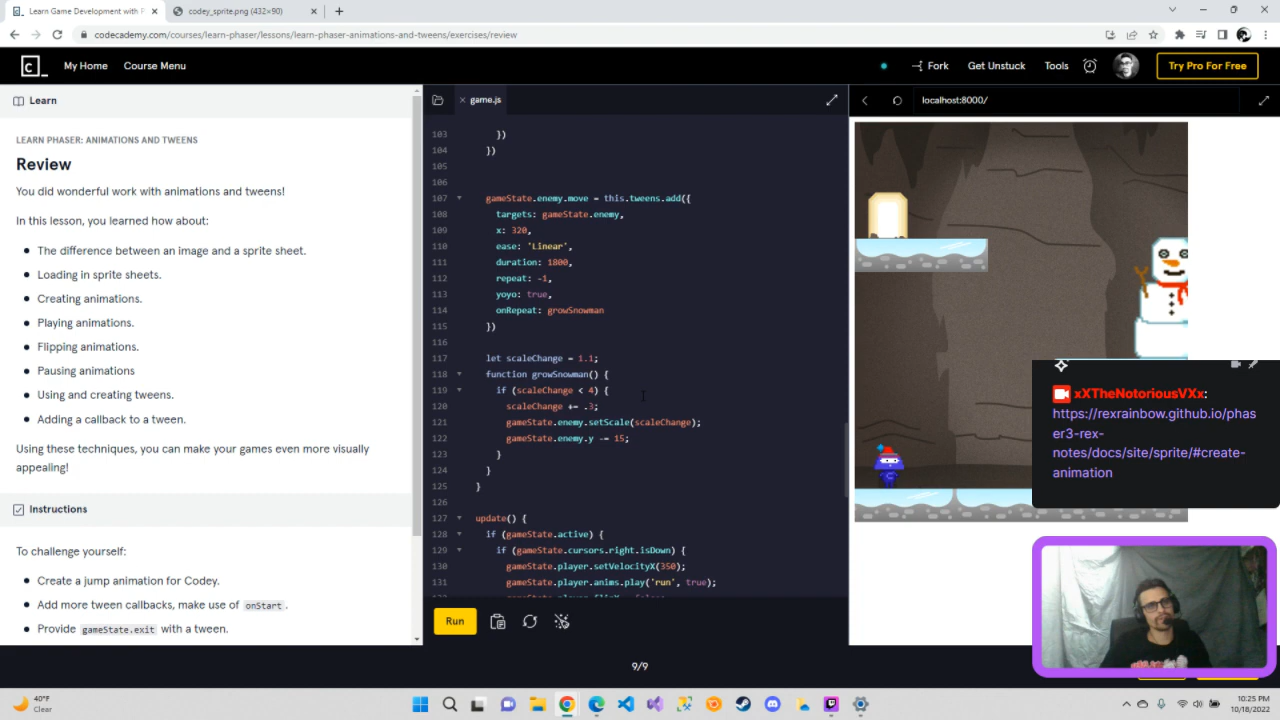 Learn Game Development with P
codey_sprite.png (432×90)
codecademy.com/courses/learn-phaser/lessons/learn-phaser-animations-and-tweens/exercises/review
My Home
Course Menu
Fork
Get Unstuck
Tools
Try Pro For Free
Learn
LEARN PHASER: ANIMATIONS AND TWEENS
Review
You did wonderful work with animations and tweens!
In this lesson, you learned how about:
• The difference between an image and a sprite sheet.
• Loading in sprite sheets.
• Creating animations.
• Playing animations.
• Flipping animations.
• Pausing animations
• Using and creating tweens.
• Adding a callback to a tween.
Using these techniques, you can make your games even more visually
appealing!
Instructions
To challenge yourself:
• Create a jump animation for Codey.
• Add more tween callbacks, make use of onStart.
• Provide gameState.exit with a tween.
game.js
103 })
104 })
105
106
107 gameState.enemy.move = this.tweens.add({
108 targets: gameState.enemy,
109 x: 320,
110 ease: 'Linear',
111 duration: 1800,
112 repeat: -1,
113 yoyo: true,
114 onRepeat: growSnowman
115 })
116
117 let scaleChange = 1.1;
118 function growSnowman() {
119 if (scaleChange < 4) {
120 scaleChange += .3;
121 gameState.enemy.setScale(scaleChange);
122 gameState.enemy.y -= 15;
123 }
124 }
125 }
126
127 update() {
128 if (gameState.active) {
129 if (gameState.cursors.right.isDown) {
130 gameState.player.setVelocityX(350);
131 gameState.player.anims.play('run', true);
Run
9/9
localhost:8000/
xXTheNotoriousVXx:
https://rexrainbow.github.io/phas
er3-rex-
notes/docs/site/sprite/#create-
animation
40°F
Clear
10:25 PM
10/18/2022